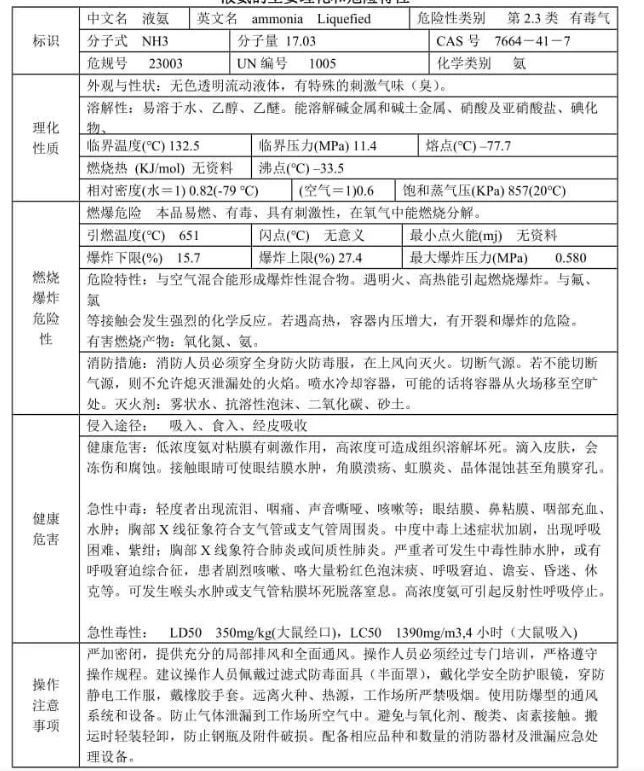 液氨的主要理化和危险特性
标识
中文名 液氨 英文名 ammonia Liquefied 危险性类别 第 2.3 类 有毒气
分子式 NH3 分子量 17.03 CAS 号 7664－41－7
危规号 23003 UN 编号 1005 化学类别 氨
理化
性质
外观与性状：无色透明流动液体，有特殊的刺激气味（臭）。
溶解性：易溶于水、乙醇、乙醚。能溶解碱金属和碱土金属、硝酸及亚硝酸盐、碘化
物、
临界温度(℃) 132.5 临界压力(MPa) 11.4 熔点(℃) –77.7
燃烧热 (KJ/mol) 无资料 沸点(℃) –33.5
相对密度(水＝1) 0.82(-79 ℃) (空气＝1)0.6 饱和蒸气压(KPa) 857(20℃)
燃烧
爆炸
危险
性
燃爆危险 本品易燃、有毒、具有刺激性，在氧气中能燃烧分解。
引燃温度(℃) 651 闪点(℃) 无意义 最小点火能(mj) 无资料
爆炸下限(%) 15.7 爆炸上限(%) 27.4 最大爆炸压力(MPa) 0.580
危险特性：与空气混合能形成爆炸性混合物。遇明火、高热能引起燃烧爆炸。与氟、
氯
等接触会发生强烈的化学反应。若遇高热，容器内压增大，有开裂和爆炸的危险。
有害燃烧产物：氧化氮、氨。
消防措施：消防人员必须穿全身防火防毒服，在上风向灭火。切断气源。若不能切断
气源，则不允许熄灭泄漏处的火焰。喷水冷却容器，可能的话将容器从火场移至空旷
处。灭火剂：雾状水、抗溶性泡沫、二氧化碳、砂土。
健康
危害
侵入途径： 吸入、食入、经皮吸收
健康危害：低浓度氨对粘膜有刺激作用，高浓度可造成组织溶解坏死。滴入皮肤，会
冻伤和腐蚀。接触眼睛可使眼结膜水肿，角膜溃疡、虹膜炎、晶体混蚀甚至角膜穿孔。
急性中毒：轻度者出现流泪、咽痛、声音嘶哑、咳嗽等；眼结膜、鼻粘膜、咽部充血、
水肿；胸部 X 线征象符合支气管或支气管周围炎。中度中毒上述症状加剧，出现呼吸
困难、紫绀；胸部 X 线象符合肺炎或间质性肺炎。严重者可发生中毒性肺水肿，或有
呼吸窘迫综合征，患者剧烈咳嗽、咯大量粉红色泡沫痰、呼吸窘迫、谵妄、昏迷、休
克等。可发生喉头水肿或支气管粘膜坏死脱落窒息。高浓度氨可引起反射性呼吸停止。
急性毒性： LD50 350mg/kg(大鼠经口)，LC50 1390mg/m3,4 小时（大鼠吸入）
操作
注意
事项
严加密闭，提供充分的局部排风和全面通风。操作人员必须经过专门培训，严格遵守
操作规程。建议操作人员佩戴过滤式防毒面具（半面罩），戴化学安全防护眼镜，穿防
静电工作服，戴橡胶手套。远离火种、热源，工作场所严禁吸烟。使用防爆型的通风
系统和设备。防止气体泄漏到工作场所空气中。避免与氧化剂、酸类、卤素接触。搬
运时轻装轻卸，防止钢瓶及附件破损。配备相应品种和数量的消防器材及泄漏应急处
理设备。